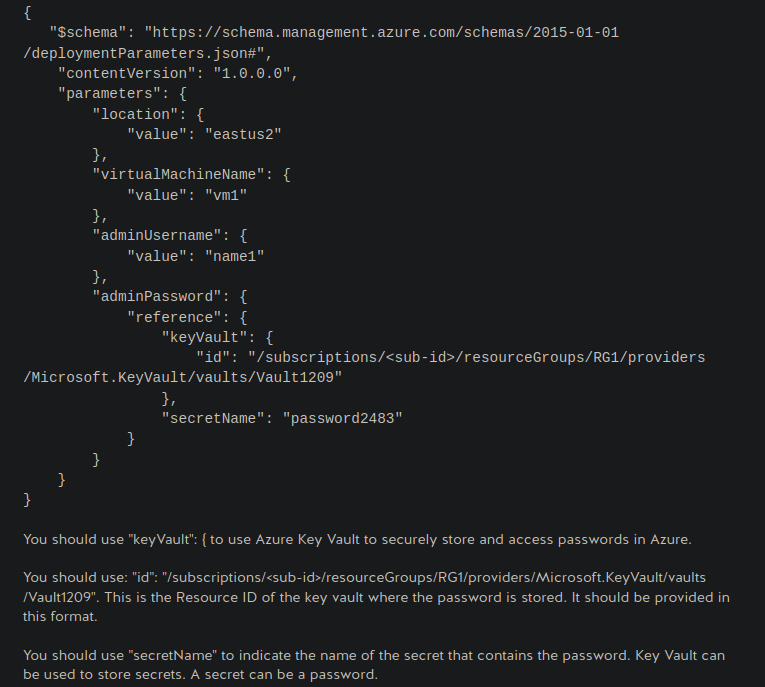 {
"$schema": "https://schema.management.azure.com/schemas/2015-01-01
/deploymentParameters.json#",
"contentVersion": "1.0.0.0",
"parameters": {
"location": {
"value": "eastus2"
},
"virtualMachineName": {
"value": "vm1"
},
"adminUsername": {
"value": "name1"
},
"adminPassword": {
"reference": {
"keyVault": {
"id": "/subscriptions/<sub-id>/resourceGroups/RG1/providers
/Microsoft.KeyVault/vaults/Vault1209"
},
"secretName": "password2483"
}
}
}
}
You should use "keyVault": { to use Azure Key Vault to securely store and access passwords in Azure.
You should use: "id": "/subscriptions/<sub-id>/resourceGroups/RG1/providers/Microsoft.KeyVault/vaults
/Vault1209". This is the Resource ID of the key vault where the password is stored. It should be provided in
this format.
You should use "secretName" to indicate the name of the secret that contains the password. Key Vault can
be used to store secrets. A secret can be a password.